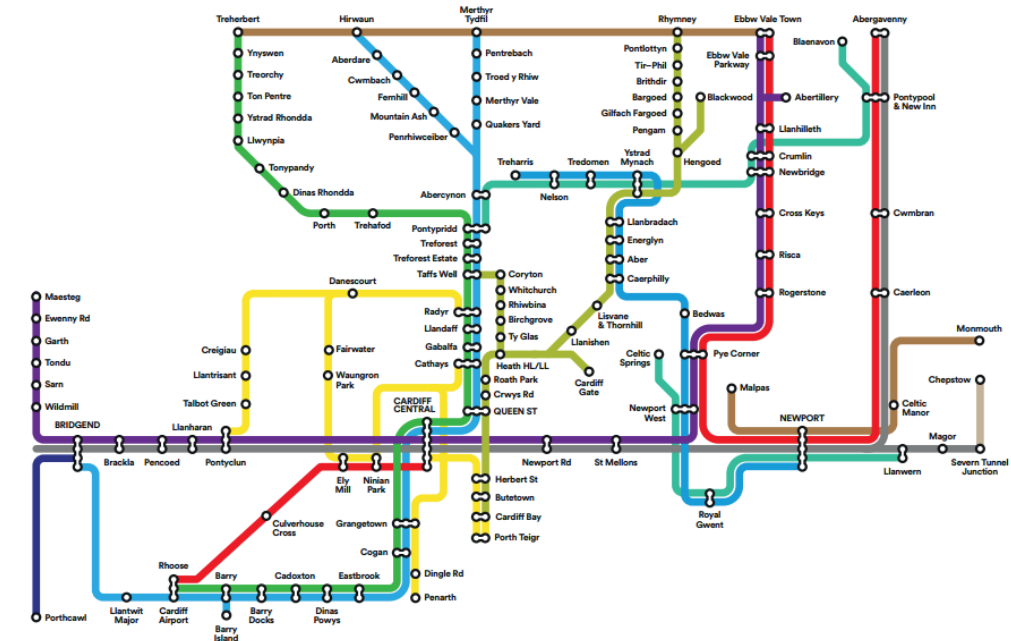 Treherbert
Hirwaun
Merthyr
Tydfil
Rhymney
Ebbw Vale Town
Abergavenny
Ynyswen
Treorchy
Ton Pentre
Ystrad Rhondda
Llwynpia
Tonypandy
Dinas Rhondda
Porth
Trehafod
Aberdare
Cwmbach
Fernhill
Mountain Ash
Penrhiwceiber
Pentrebach
Troed y Rhiw
Merthyr Vale
Quakers Yard
Abercynon
Pontypridd
Treforest
Treforest Estate
Taffs Well
Radyr
Llandaff
Gabalfa
Cathays
QUEEN ST
Treharris
Tredomen
Nelson
Ystrad
Mynach
Pontlottyn
Tir-Phil
Brithdir
Bargoed
Gilfach Fargoed
Pengam
Hengoed
Blackwood
Ebbw Vale
Parkway
Abertillery
Llanhilleth
Crumlin
Newbridge
Cross Keys
Risca
Rogerstone
Pye Corner
Blaenavon
Pontypool
& New Inn
Cwmbran
Caerleon
Llanbradach
Energlyn
Aber
Caerphilly
Bedwas
Lisvane
& Thornhill
Llanishen
Cardiff
Gate
Coryton
Whitchurch
Rhiwbina
Birchgrove
Ty Glas
Heath HL/LL
Roath Park
Crwys Rd
Danescourt
Fairwater
Waungron
Park
Creigiau
Llantrisant
Talbot Green
Maesteg
Ewenny Rd
Garth
Tondu
Sarn
Wildmill
BRIDGEND
Brackla
Pencoed
Llanharan
Pontyclun
Ely
Mill
Ninian
Park
CARDIFF
CENTRAL
Newport Rd
St Mellons
Celtic
Springs
Newport
West
Malpas
NEWPORT
Royal
Gwent
Monmouth
Chepstow
Celtic
Manor
Magor
Llanwern
Severn Tunnel
Junction
Herbert St
Butetown
Cardiff Bay
Porth Teigr
Grangetown
Cogan
Dingle Rd
Penarth
Culverhouse
Cross
Rhoose
Cardiff
Airport
Barry
Barry
Island
Barry
Docks
Cadoxton
Dinas
Powys
Eastbrook
Llantwit
Major
Porthcawl